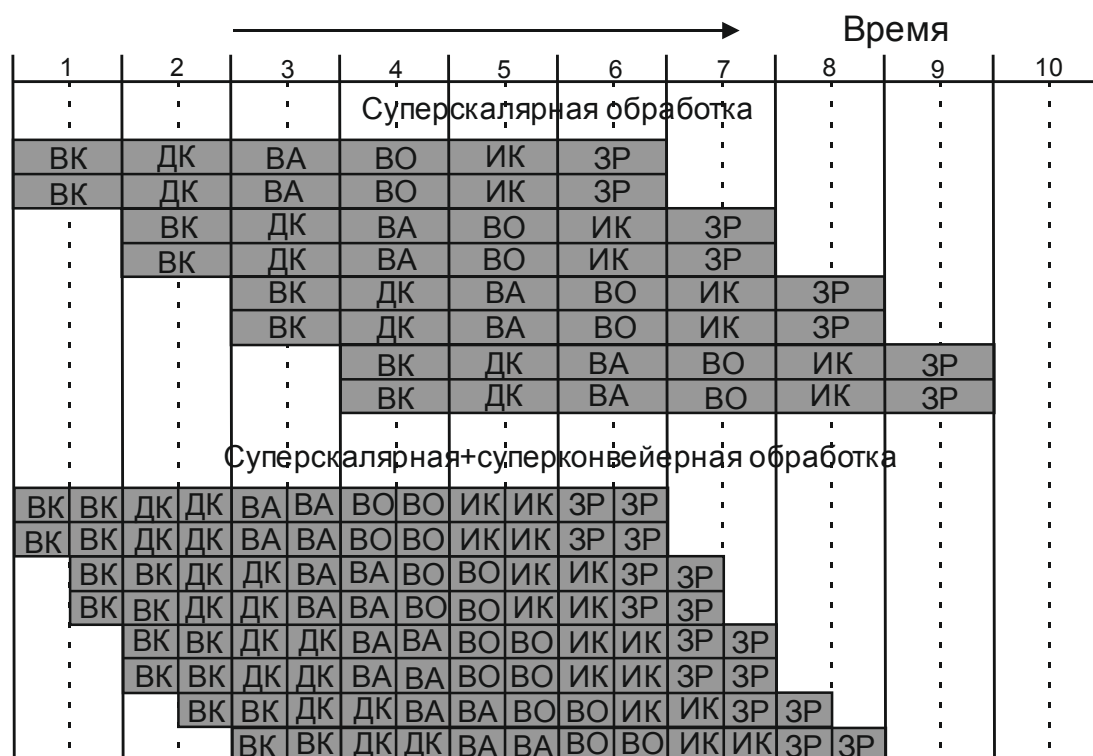 Время
1 2 3 4 5 6 7 8 9 10
Суперскалярная обработка
ВК ДК ВА ВО ИК ЗР
ВК ДК ВА ВО ИК ЗР
ВК ДК ВА ВО ИК ЗР
ВК ДК ВА ВО ИК ЗР
ВК ДК ВА ВО ИК ЗР
ВК ДК ВА ВО ИК ЗР
ВК ДК ВА ВО ИК ЗР
ВК ДК ВА ВО ИК ЗР
Суперскалярная+суперконвейерная обработка
ВК ВК ДК ДК ВА ВА ВО ВО ИК ИК ЗР ЗР
ВК ВК ДК ДК ВА ВА ВО ВО ИК ИК ЗР ЗР
ВК ВК ДК ДК ВА ВА ВО ВО ИК ИК ЗР ЗР
ВК ВК ДК ДК ВА ВА ВО ВО ИК ИК ЗР ЗР
ВК ВК ДК ДК ВА ВА ВО ВО ИК ИК ЗР ЗР
ВК ВК ДК ДК ВА ВА ВО ВО ИК ИК ЗР ЗР
ВК ВК ДК ДК ВА ВА ВО ВО ИК ИК ЗР ЗР
ВК ВК ДК ДК ВА ВА ВО ВО ИК ИК ЗР ЗР